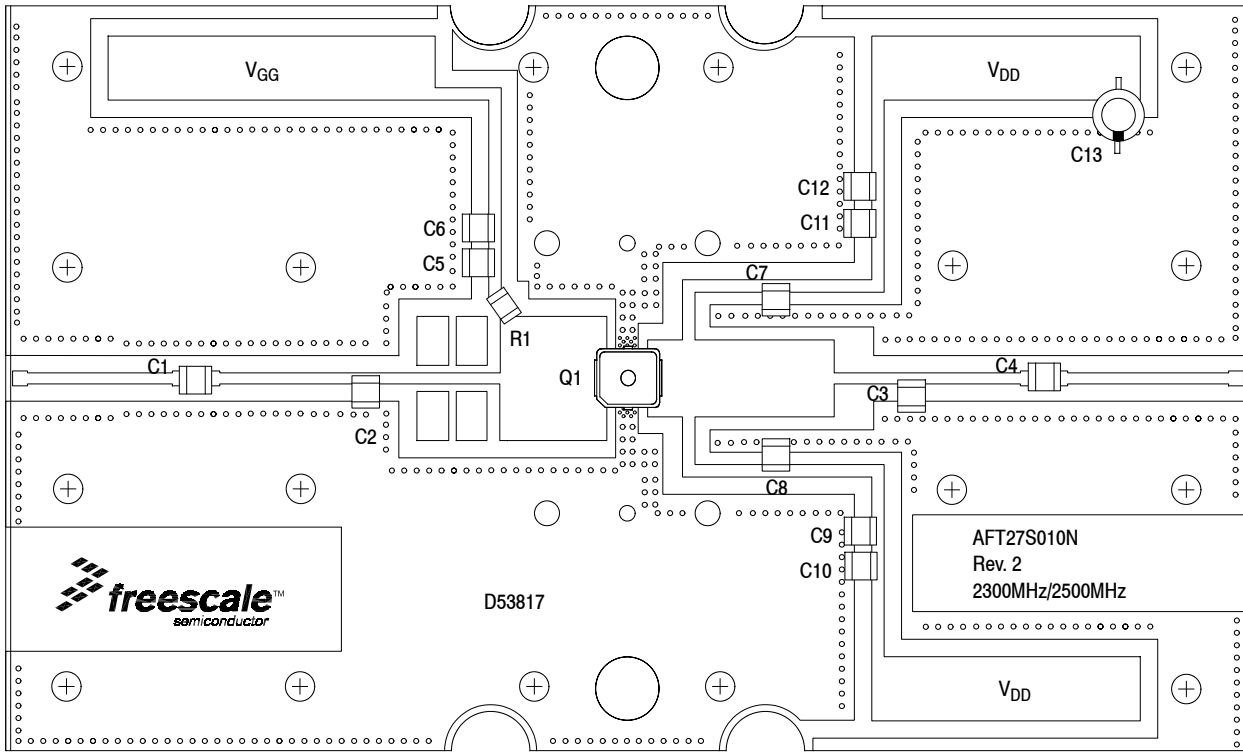 VGG
VDD
C13
C12
C11
C6
C5
C7
R1
C1
Q1
C4
C3
C2
C8
C9
C10
AFT27S010N
Rev. 2
2300MHz/2500MHz
freescale™
semiconductor
D53817
VDD